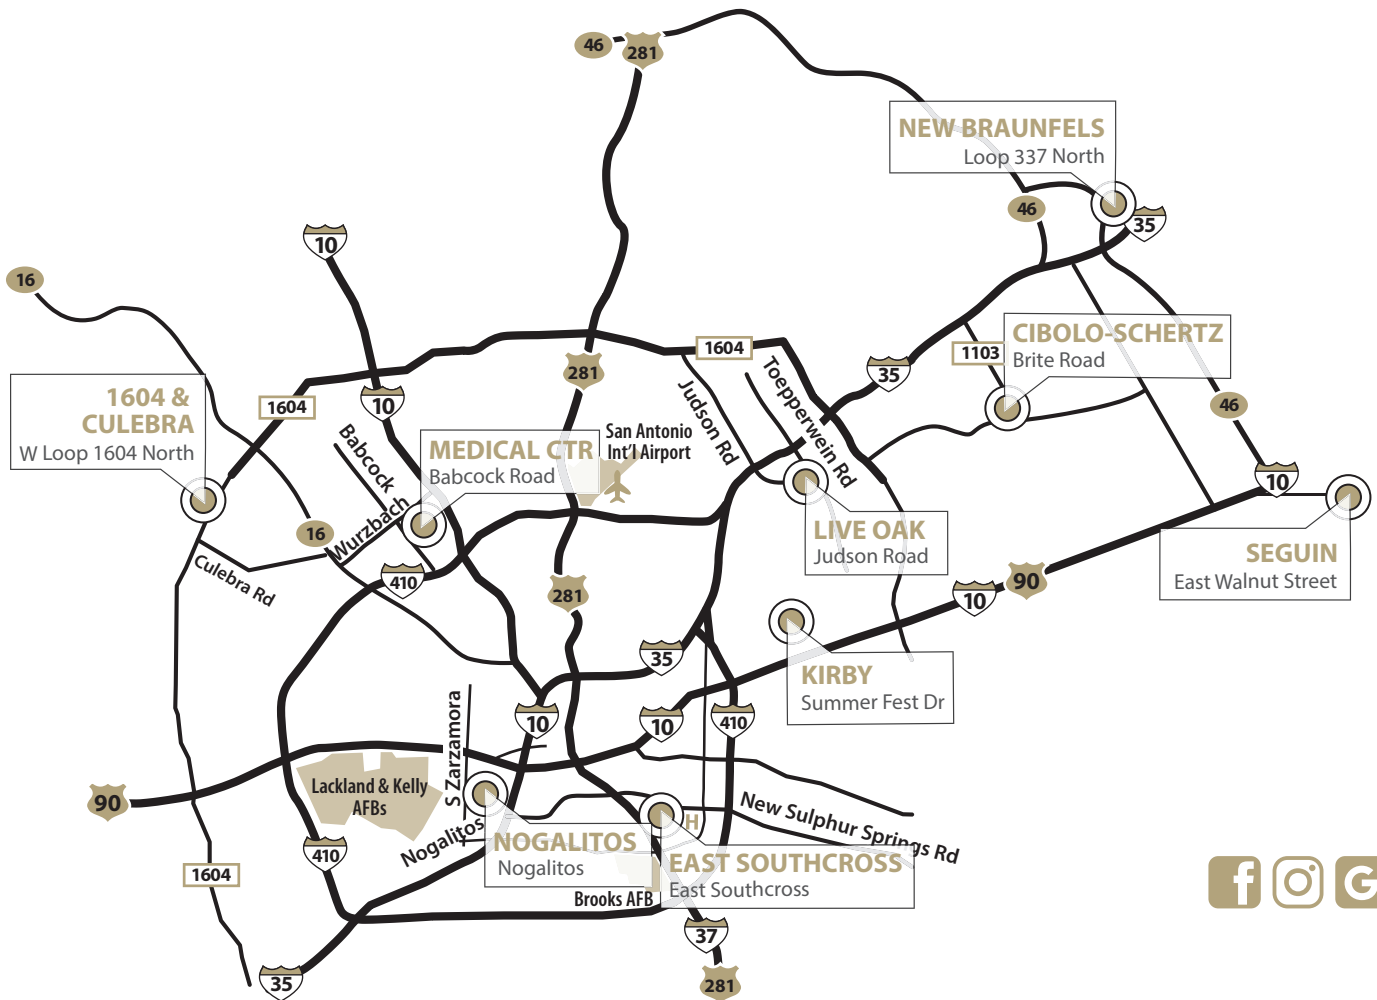 46
281
NEW BRAUNFELS
Loop 337 North
46
35
10
16
281
1604
35
1103
CIBOLO-SCHERTZ
Brite Road
1604 &
CULEBRA
W Loop 1604 North
1604
10
Babcock
MEDICAL CTR
Babcock Road
San Antonio
Int'l Airport
Judson Rd
Toepperwein Rd
46
10
16
Wurzbach
LIVE OAK
Judson Road
SEGUIN
East Walnut Street
Culebra Rd
410
281
10
90
35
KIRBY
Summer Fest Dr
S Zarzamora
10
10
410
90
Lackland & Kelly
AFBs
Nogalitos
NOGALITOS
Nogalitos
H
New Sulphur Springs Rd
EAST SOUTHCROSS
East Southcross
Brooks AFB
410
1604
35
37
281
f
G